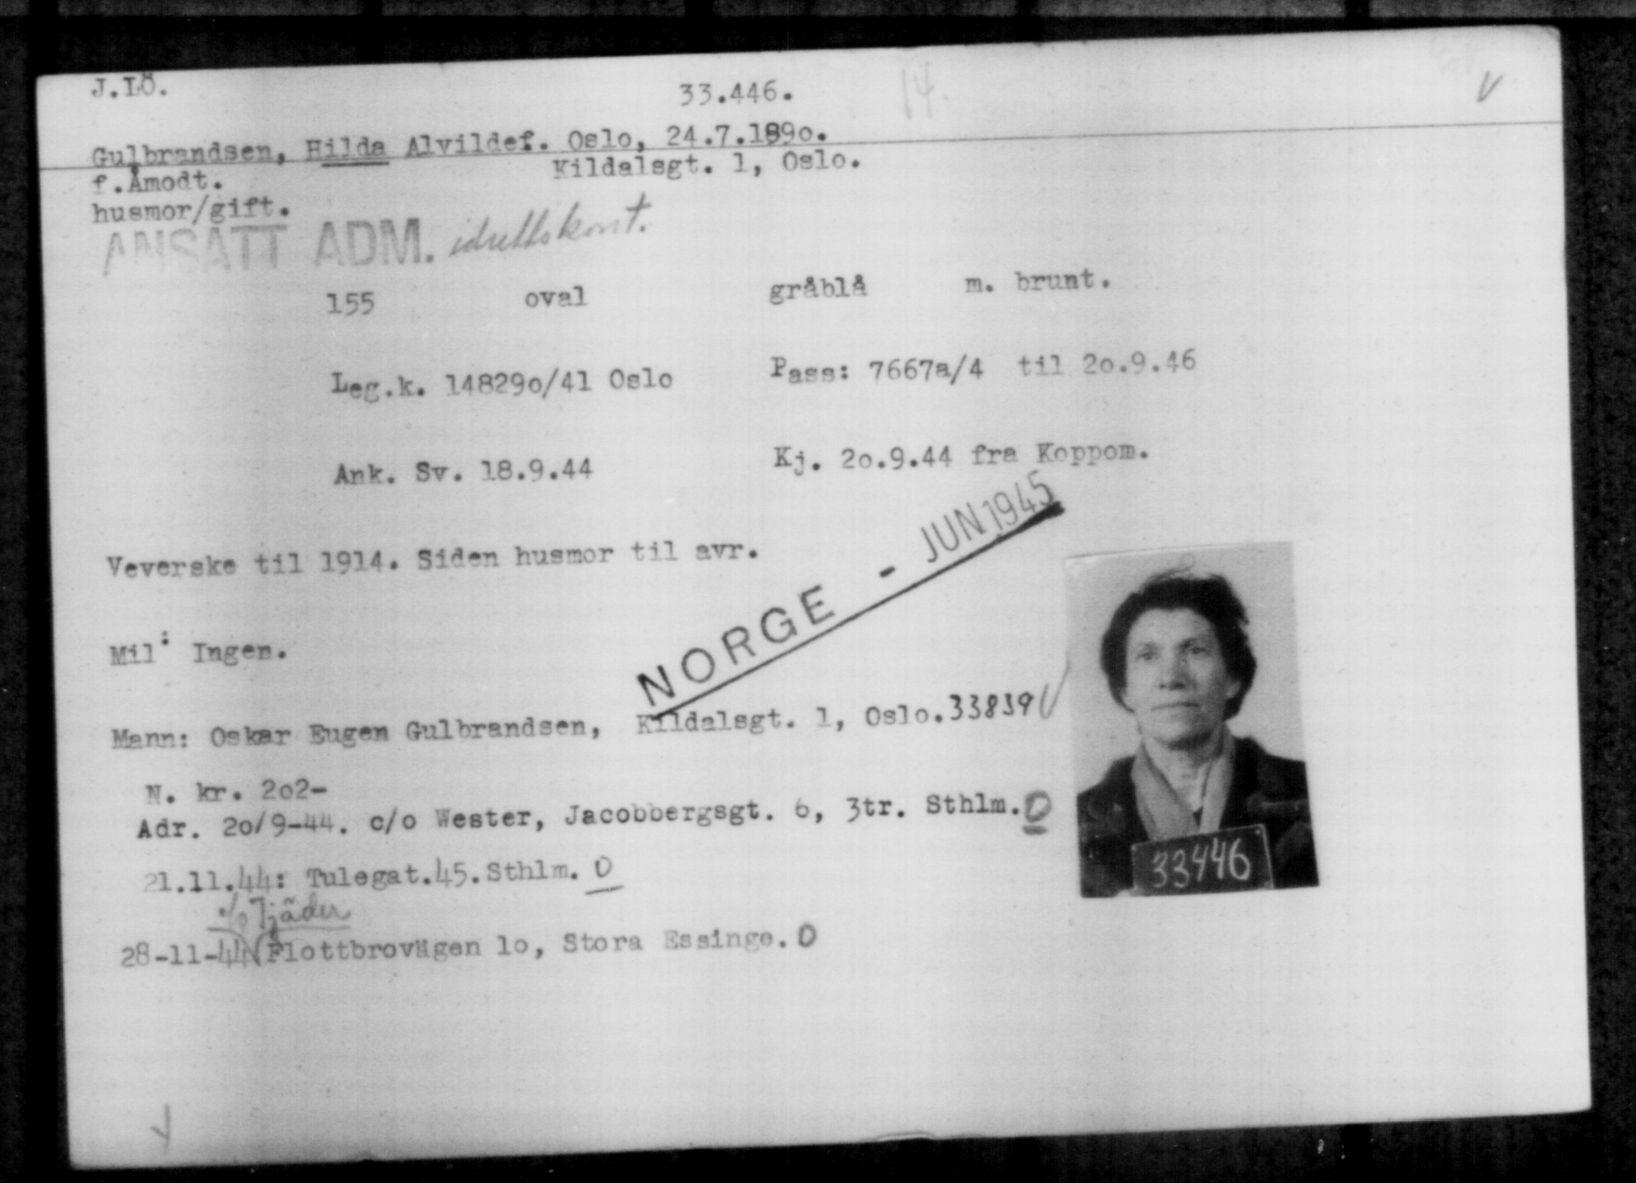 J.LÖ.
33.446. 14.
Gulbrandsen, Hilda Alvilde f. Oslo, 24.7.1890.
f.Åmodt. Kildalsgt. 1, Oslo.
husmor/gift.
ANSATT ADM. idrettskont.
155 oval gråblå m. brunt.
Leg.k. 148290/41 Oslo Pass: 7667a/4 til 20.9.46
Ank. Sv. 18.9.44 Kj. 20.9.44 fra Koppom.
NORGE - JUN 1945
Veverske til 1914. Siden husmor til avr.
Mil: Ingen.
Mann: Oskar Eugen Gulbrandsen, Kildalsgt. 1, Oslo. 33839
N. kr. 202-
Adr. 20/9-44. c/o Wester, Jacobbergsgt. 6, 3tr. Sthlm. O
21.11.44: Tulegat.45.Sthlm. O
c/o Tjäder
28-11-44 Flottbrovägen 10, Stora Essinge. O
33446